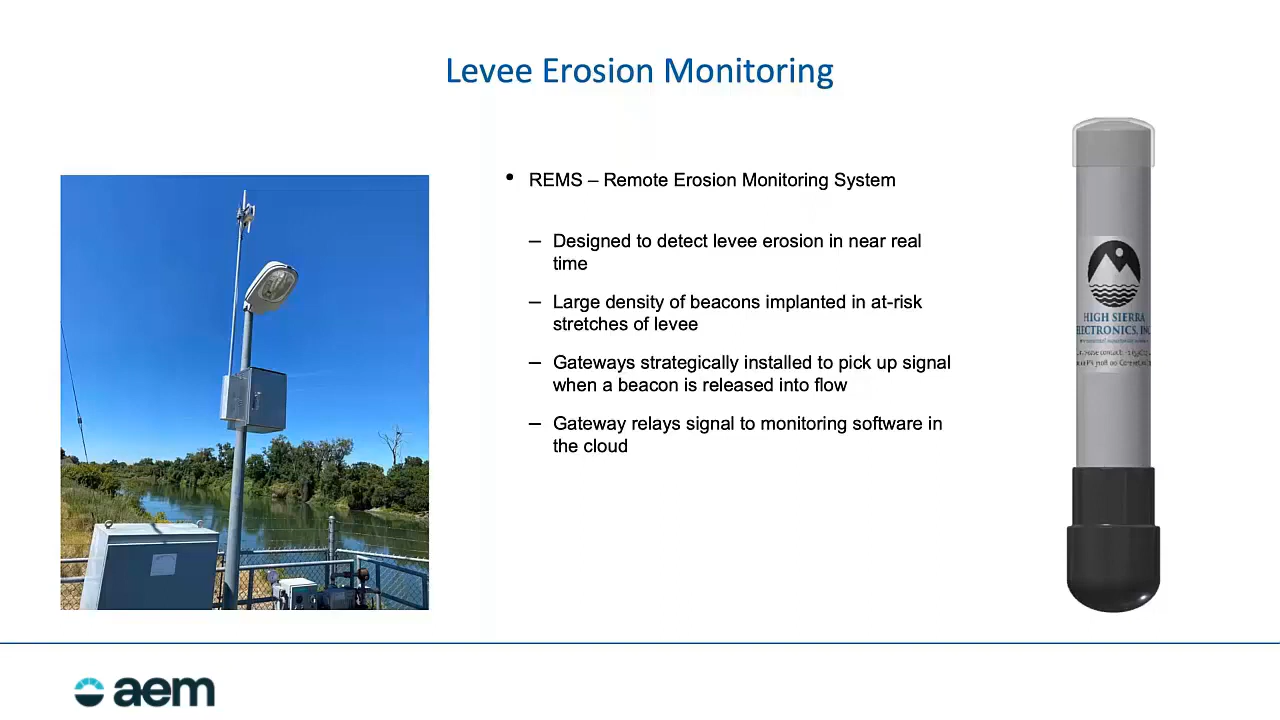 Levee Erosion Monitoring
• REMS – Remote Erosion Monitoring System
– Designed to detect levee erosion in near real
time
– Large density of beacons implanted in at-risk
stretches of levee
– Gateways strategically installed to pick up signal
when a beacon is released into flow
– Gateway relays signal to monitoring software in
the cloud
HIGH SIERRA
ELECTRONICS, INC
aem